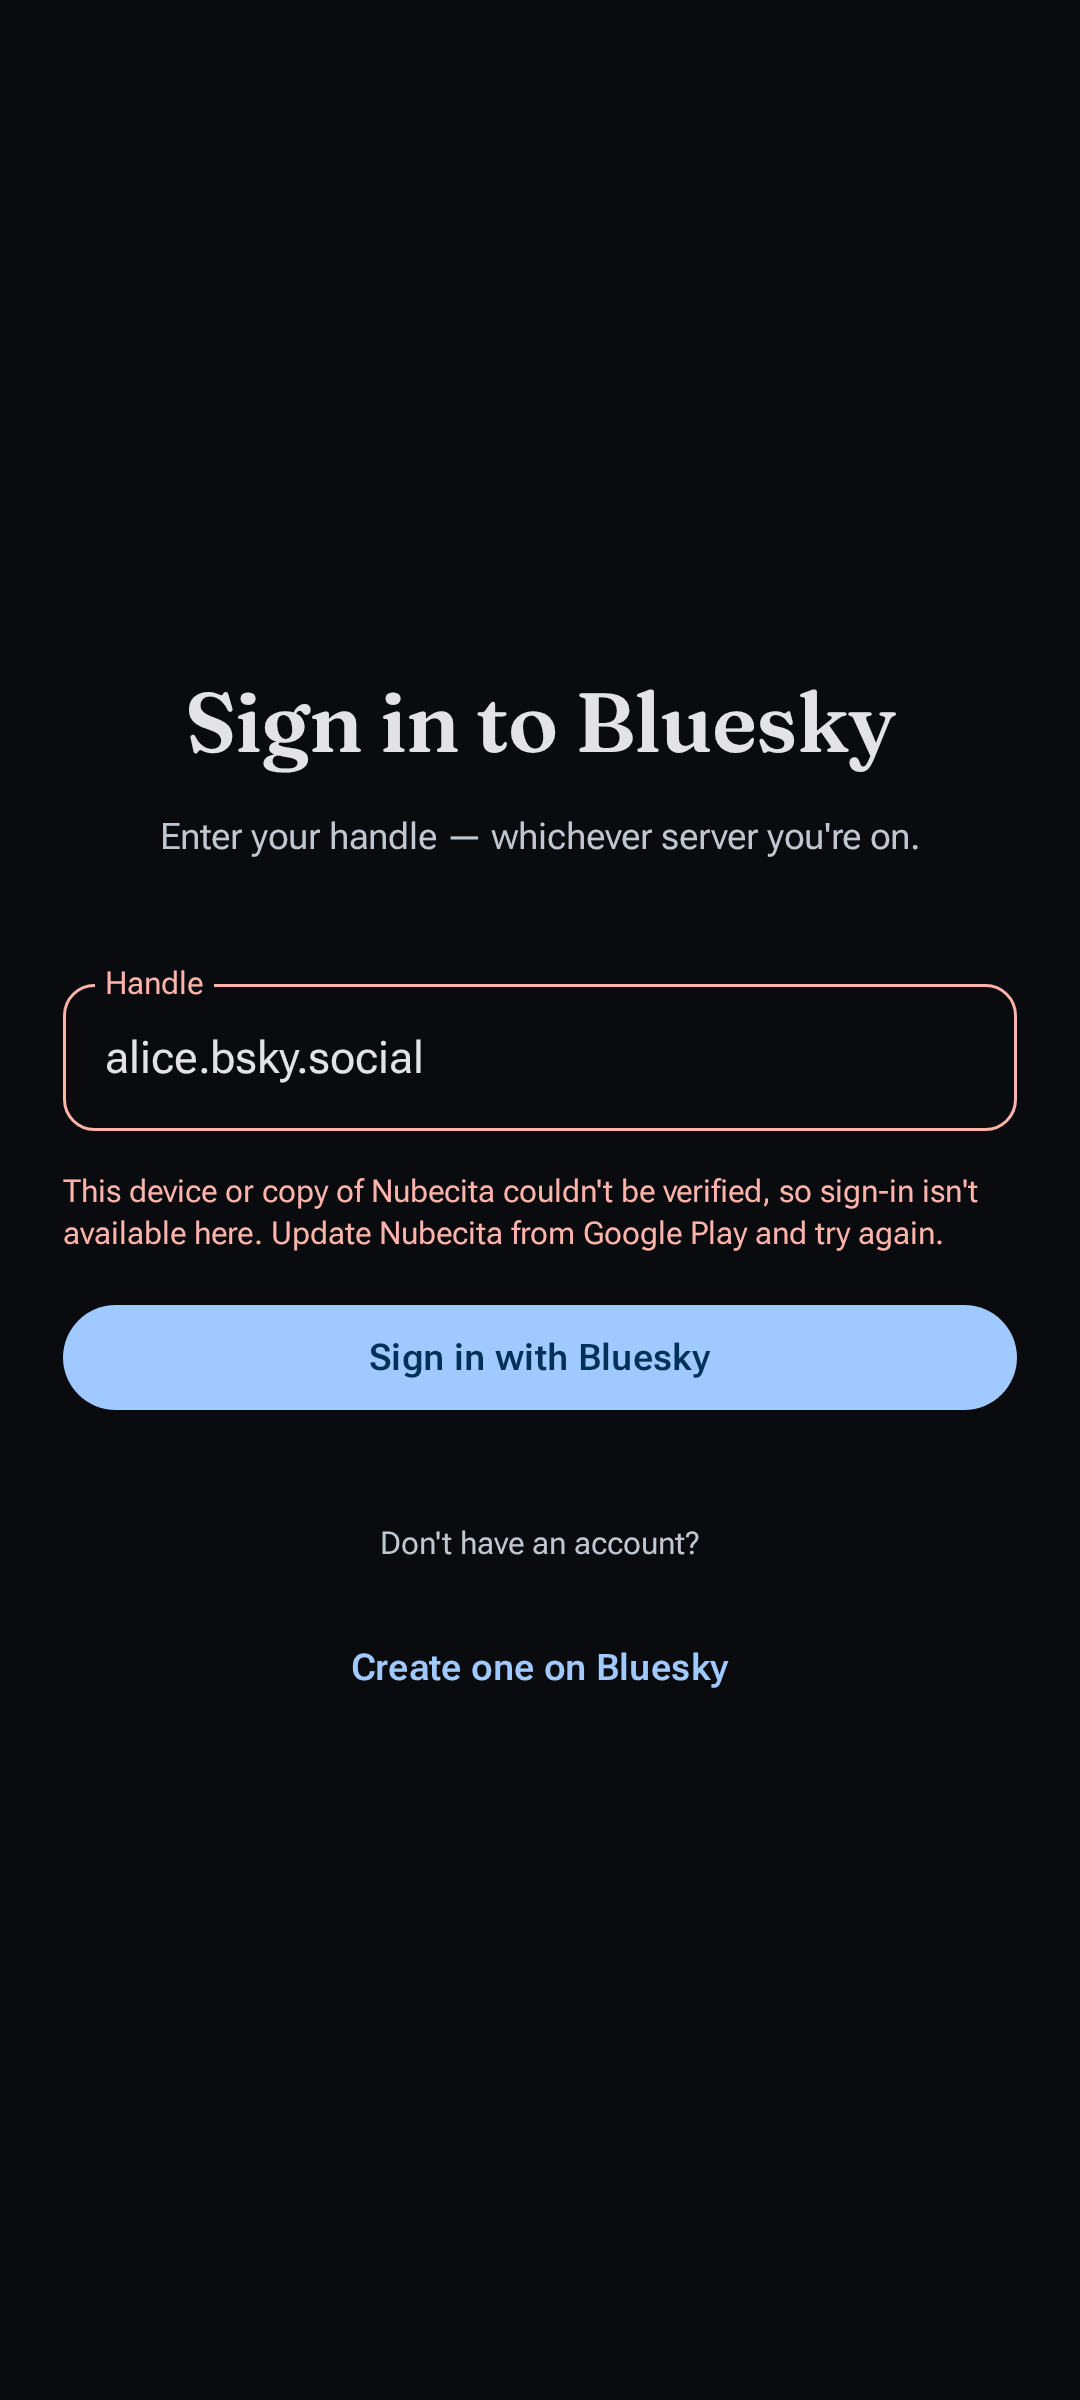 Sign in to Bluesky
Enter your handle — whichever server you're on.
Handle
alice.bsky.social
This device or copy of Nubecita couldn't be verified, so sign-in isn't
available here. Update Nubecita from Google Play and try again.
Sign in with Bluesky
Don't have an account?
Create one on Bluesky